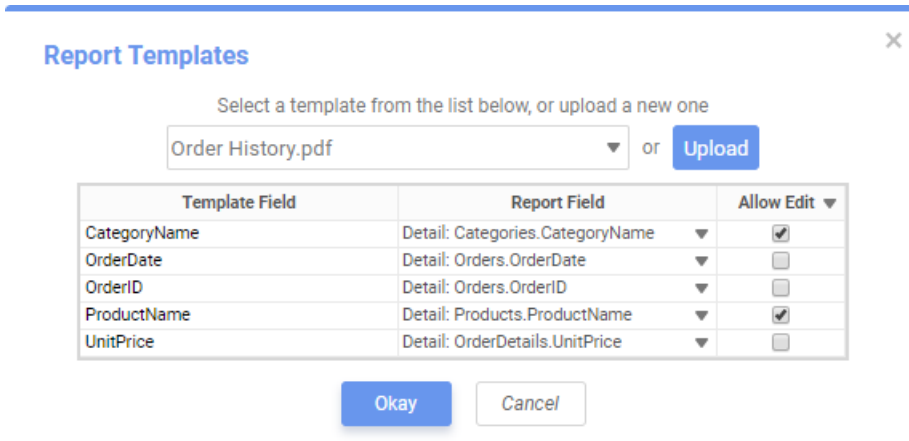 Report Templates
Select a template from the list below, or upload a new one
Order History.pdf or Upload
Template Field Report Field Allow Edit
CategoryName Detail: Categories.CategoryName
OrderDate Detail: Orders.OrderDate
OrderID Detail: Orders.OrderID
ProductName Detail: Products.ProductName
UnitPrice Detail: OrderDetails.UnitPrice
Okay Cancel